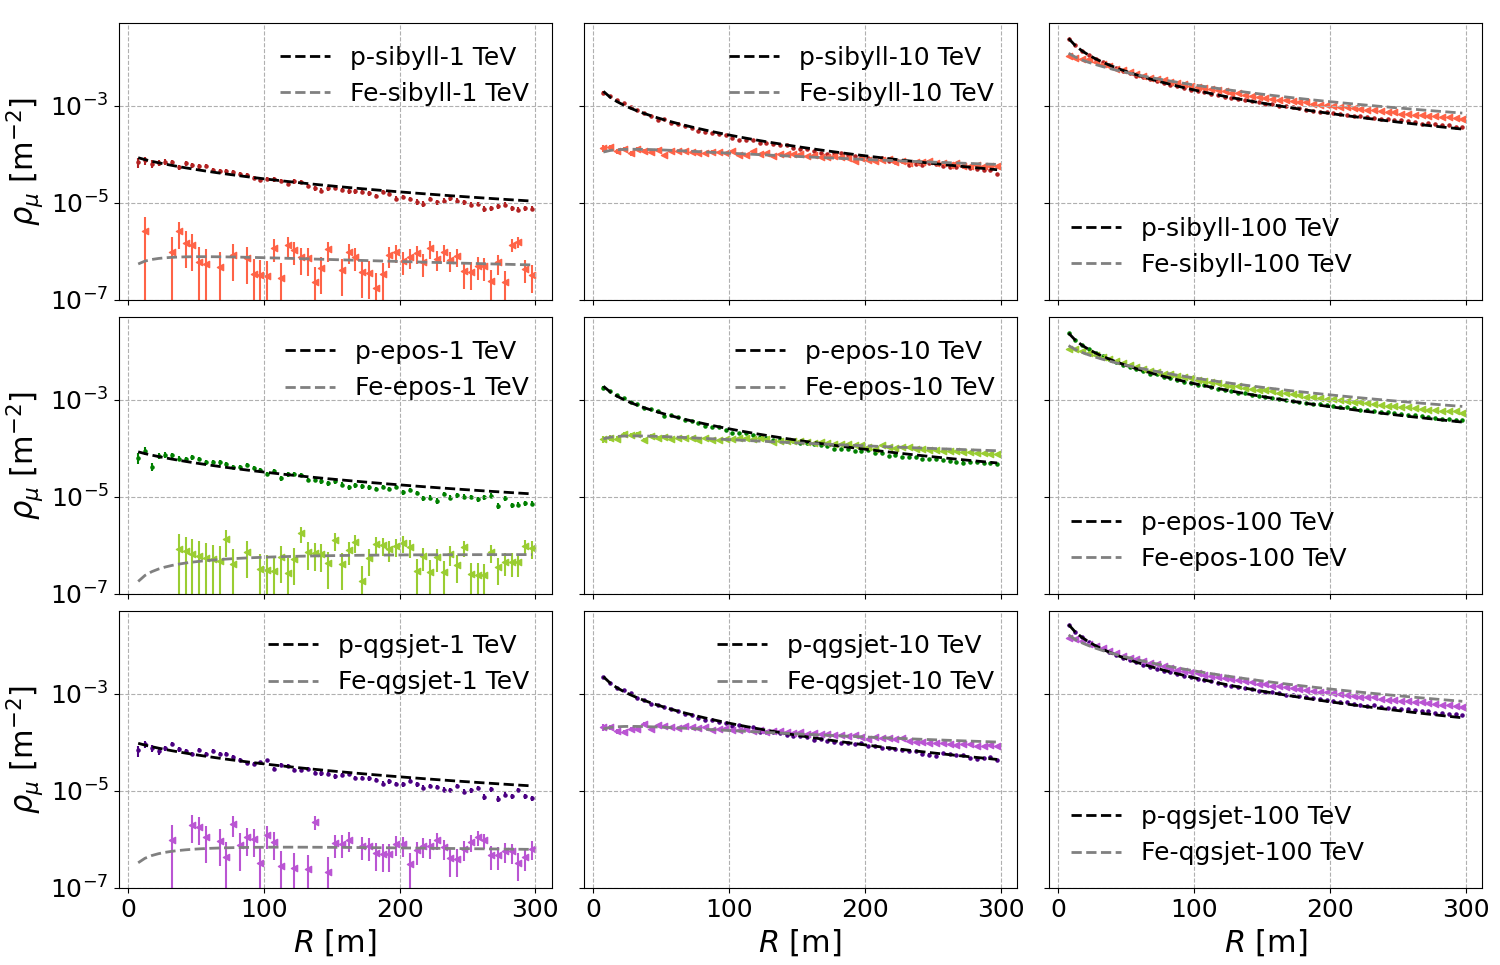 p-sibyll-1 TeV
Fe-sibyll-1 TeV
p-sibyll-10 TeV
Fe-sibyll-10 TeV
p-sibyll-100 TeV
Fe-sibyll-100 TeV
10⁻³
10⁻⁵
10⁻⁷
ρ_μ [m⁻²]
p-epos-1 TeV
Fe-epos-1 TeV
p-epos-10 TeV
Fe-epos-10 TeV
p-epos-100 TeV
Fe-epos-100 TeV
10⁻³
10⁻⁵
10⁻⁷
ρ_μ [m⁻²]
p-qgsjet-1 TeV
Fe-qgsjet-1 TeV
p-qgsjet-10 TeV
Fe-qgsjet-10 TeV
p-qgsjet-100 TeV
Fe-qgsjet-100 TeV
10⁻³
10⁻⁵
10⁻⁷
ρ_μ [m⁻²]
0 100 200 300
0 100 200 300
0 100 200 300
R [m]
R [m]
R [m]